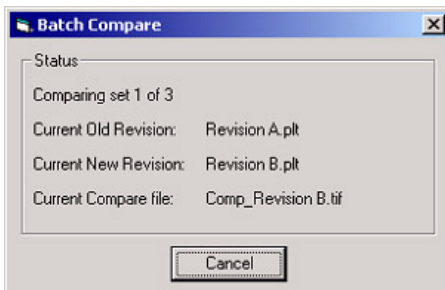 Batch Compare
Status
Comparing set 1 of 3
Current Old Revision: Revision A.plt
Current New Revision: Revision B.plt
Current Compare file: Comp_Revision B.tif
Cancel